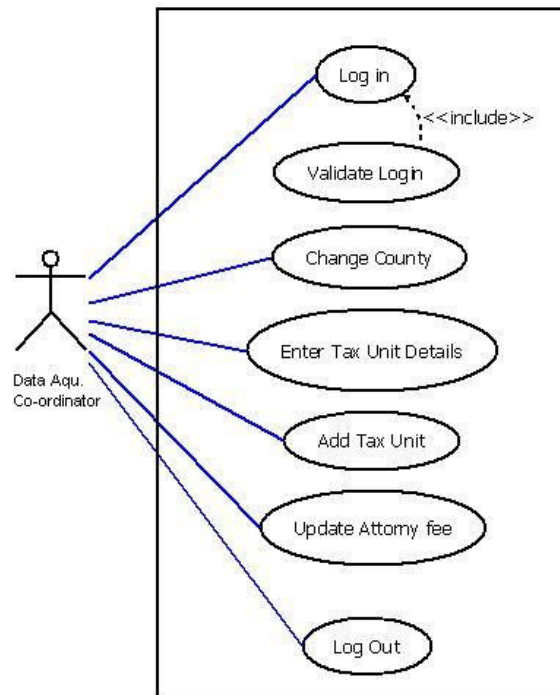 Log in
<<include>>
Validate Login
Change County
Enter Tax Unit Details
Data Aqu.
Co-ordinator
Add Tax Unit
Update Attorny fee
Log Out